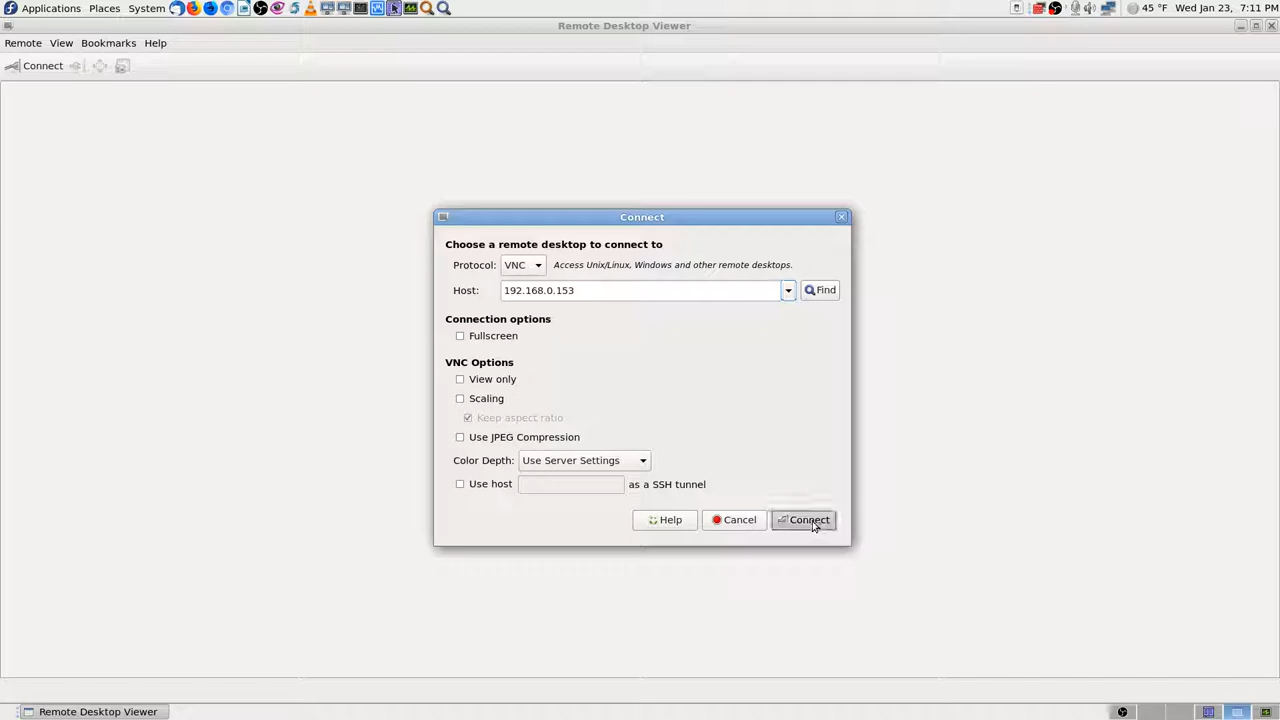 Applications Places System 45 °F Wed Jan 23, 7:11 PM
Remote Desktop Viewer
Remote View Bookmarks Help
Connect
Connect
Choose a remote desktop to connect to
Protocol: VNC Access Unix/Linux, Windows and other remote desktops.
Host: 192.168.0.153 Find
Connection options
Fullscreen
VNC Options
View only
Scaling
Keep aspect ratio
Use JPEG Compression
Color Depth: Use Server Settings
Use host as a SSH tunnel
Help Cancel Connect
Remote Desktop Viewer